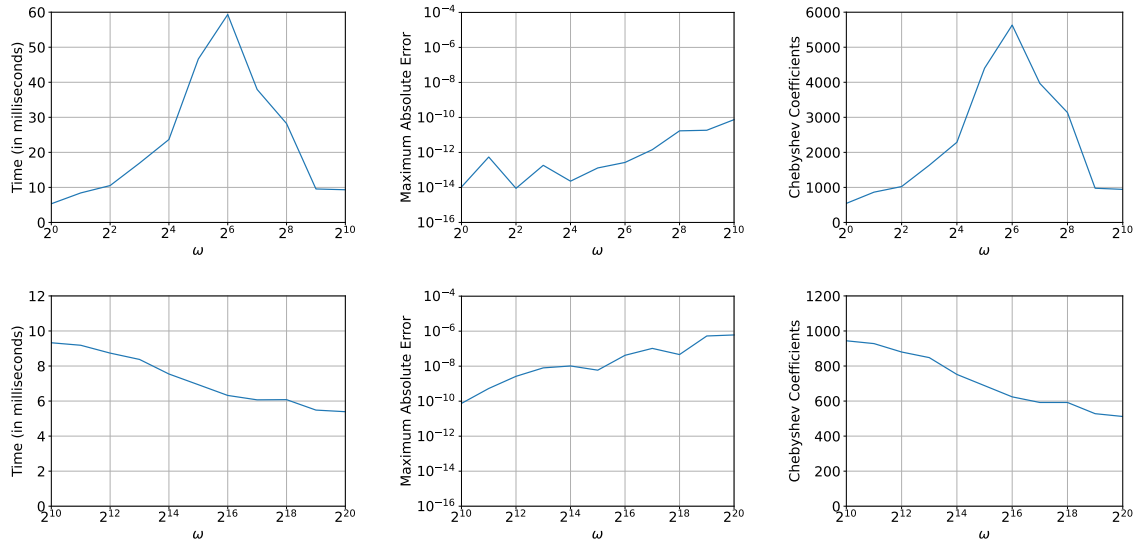 Time (in milliseconds)
60
50
40
30
20
10
0
2^0 2^2 2^4 2^6 2^8 2^10
ω
Maximum Absolute Error
10^−4
10^−6
10^−8
10^−10
10^−12
10^−14
10^−16
2^0 2^2 2^4 2^6 2^8 2^10
ω
Chebyshev Coefficients
6000
5000
4000
3000
2000
1000
0
2^0 2^2 2^4 2^6 2^8 2^10
ω
Time (in milliseconds)
12
10
8
6
4
2
0
2^10 2^12 2^14 2^16 2^18 2^20
ω
Maximum Absolute Error
10^−4
10^−6
10^−8
10^−10
10^−12
10^−14
10^−16
2^10 2^12 2^14 2^16 2^18 2^20
ω
Chebyshev Coefficients
1200
1000
800
600
400
200
0
2^10 2^12 2^14 2^16 2^18 2^20
ω